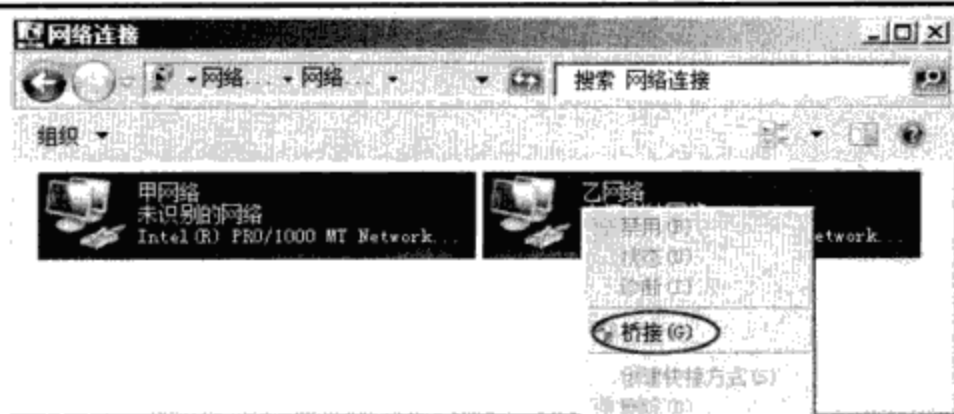 网络连接
网络... 网络... 搜索 网络连接
组织
甲网络
未识别的网络
Intel(R) PRO/1000 MT Network...
乙网络
etwork...
禁用(B)
状态(U)
诊断(I)
桥接(G)
创建快捷方式(S)
删除(D)